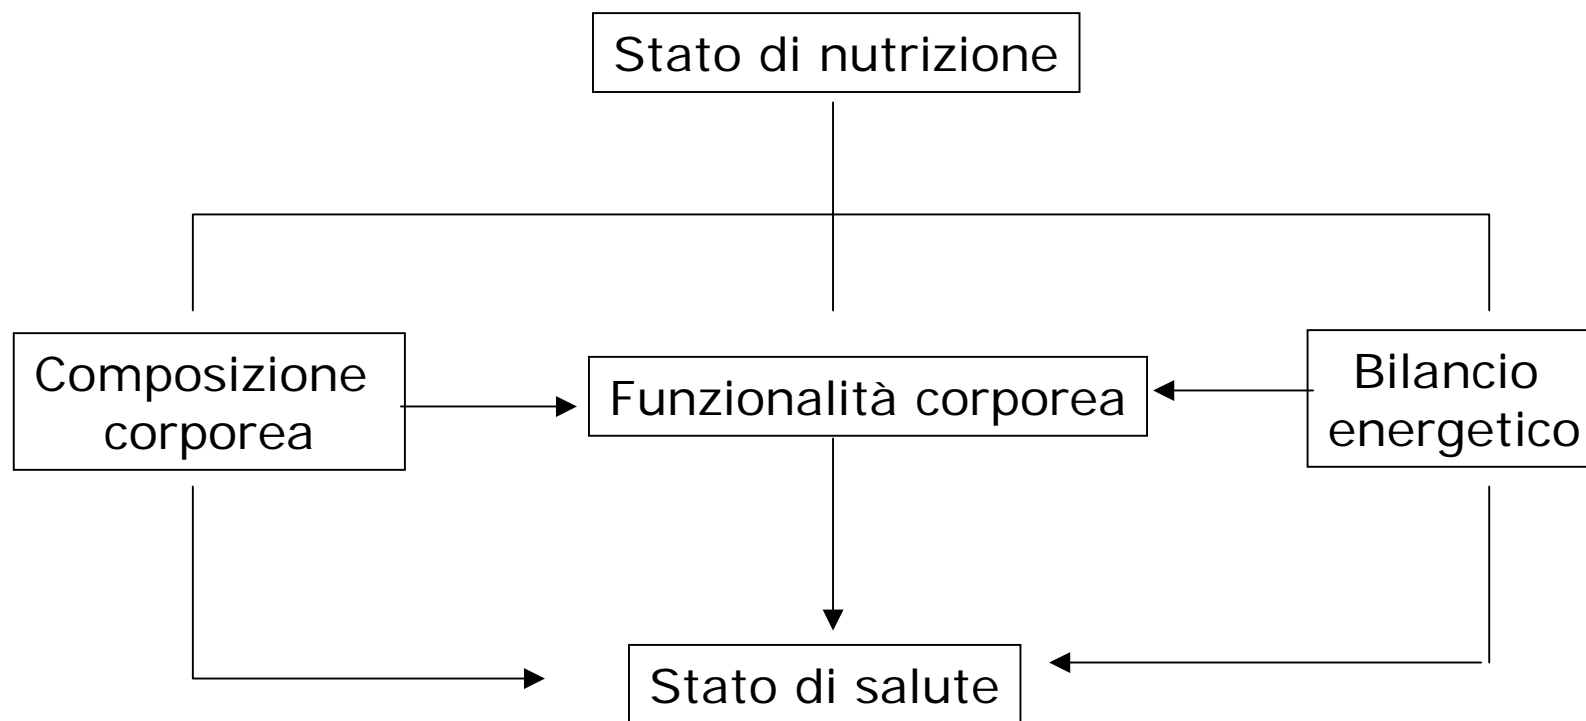 Stato di nutrizione
Composizione
corporea
Funzionalità corporea
Bilancio
energetico
Stato di salute